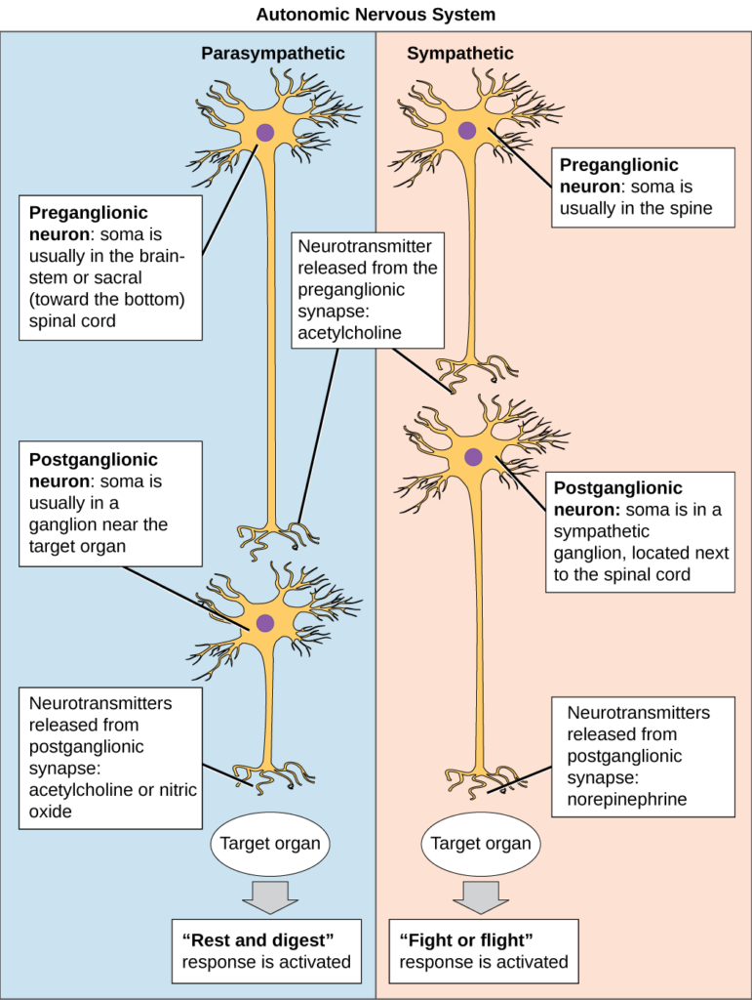 Autonomic Nervous System
Parasympathetic
Sympathetic
Preganglionic
neuron: soma is
usually in the brain-
stem or sacral
(toward the bottom)
spinal cord
Neurotransmitter
released from the
preganglionic
synapse:
acetylcholine
Preganglionic
neuron: soma is
usually in the spine
Postganglionic
neuron: soma is
usually in a
ganglion near the
target organ
Postganglionic
neuron: soma is in a
sympathetic
ganglion, located next
to the spinal cord
Neurotransmitters
released from
postganglionic
synapse:
acetylcholine or nitric
oxide
Neurotransmitters
released from
postganglionic
synapse:
norepinephrine
Target organ
Target organ
“Rest and digest”
response is activated
“Fight or flight”
response is activated